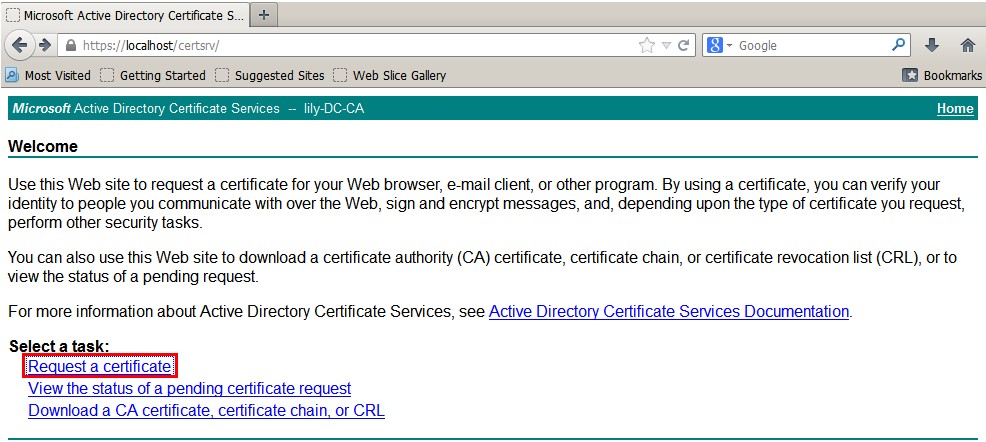 Microsoft Active Directory Certificate S...
https://localhost/certsrv/
Google
Most Visited Getting Started Suggested Sites Web Slice Gallery Bookmarks
Microsoft Active Directory Certificate Services -- lily-DC-CA Home
Welcome
Use this Web site to request a certificate for your Web browser, e-mail client, or other program. By using a certificate, you can verify your
identity to people you communicate with over the Web, sign and encrypt messages, and, depending upon the type of certificate you request,
perform other security tasks.
You can also use this Web site to download a certificate authority (CA) certificate, certificate chain, or certificate revocation list (CRL), or to
view the status of a pending request.
For more information about Active Directory Certificate Services, see Active Directory Certificate Services Documentation.
Select a task:
Request a certificate
View the status of a pending certificate request
Download a CA certificate, certificate chain, or CRL